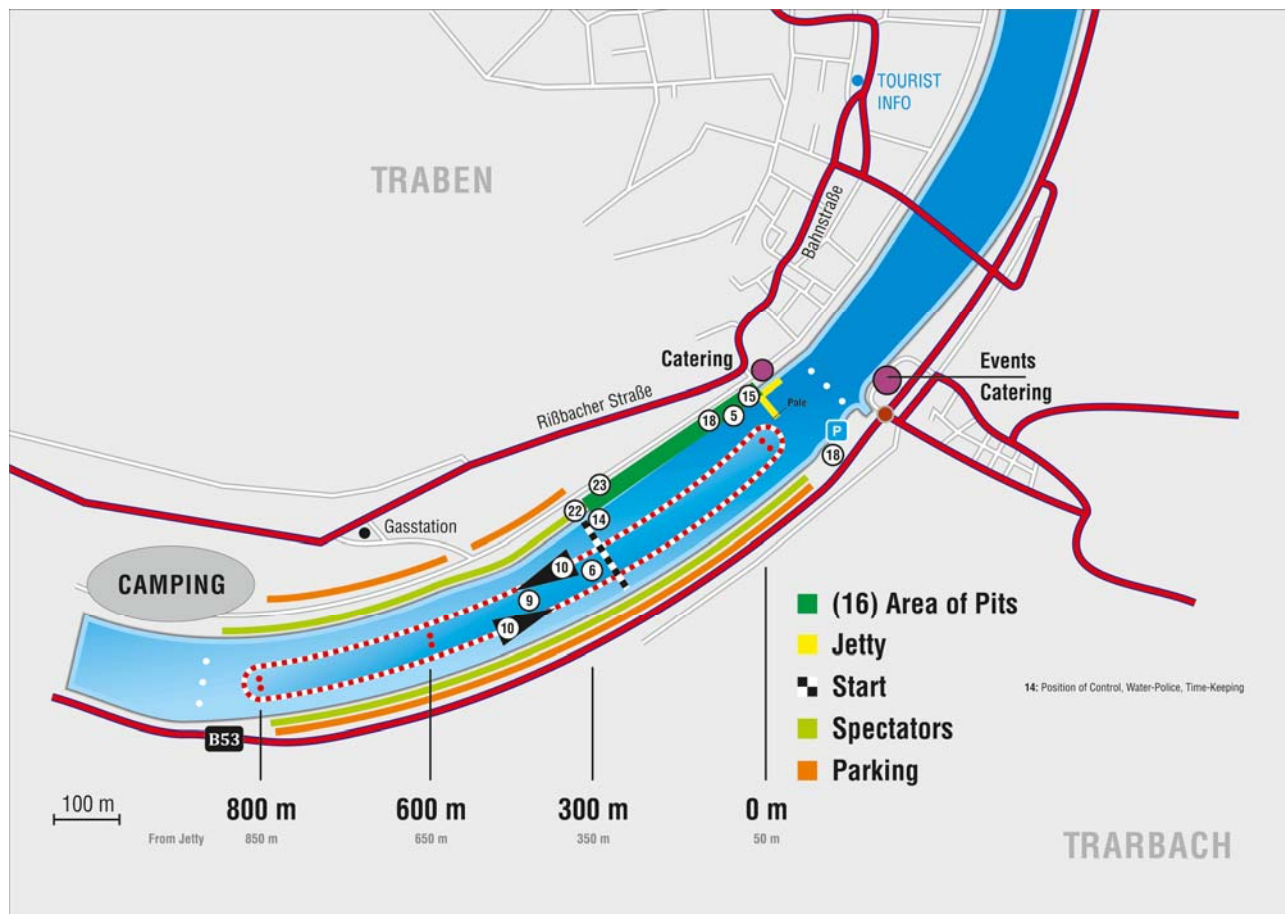 TOURIST
INFO
TRABEN
Bahnstraße
Catering
Events
Catering
Rißbacher Straße
15
Pole
18
5
P
18
23
22
14
Gasstation
10
6
CAMPING
9
10
(16) Area of Pits
Jetty
14: Position of Control, Water-Police, Time-Keeping
Start
Spectators
B53
Parking
100 m
800 m
600 m
300 m
0 m
From Jetty
850 m
650 m
350 m
50 m
TRARBACH